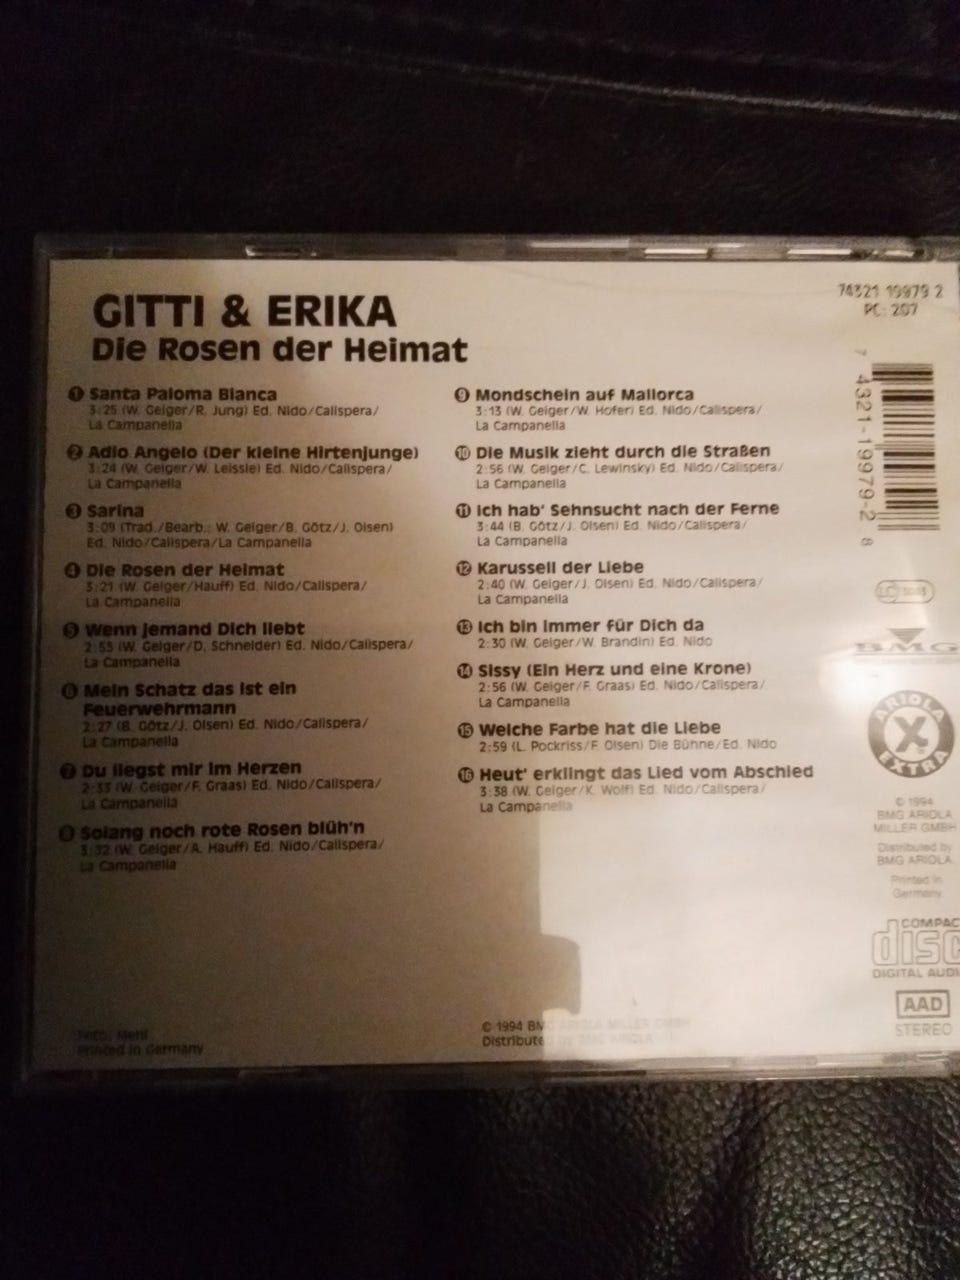 GITTI & ERIKA
Die Rosen der Heimat
74321 19979 2
PC: 207
1 Santa Paloma Blanca
3:25 (W. Geiger/R. Jung) Ed. Nido/Calispera/
La Campanella
2 Adio Angelo (Der kleine Hirtenjunge)
3:24 (W. Geiger/W. Leissle) Ed. Nido/Calispera/
La Campanella
3 Sarina
3:09 (Trad./Bearb.: W. Geiger/B. Götz/J. Olsen)
Ed. Nido/Calispera/La Campanella
4 Die Rosen der Heimat
3:21 (W. Geiger/Hauff) Ed. Nido/Calispera/
La Campanella
5 Wenn jemand Dich liebt
2:55 (W. Geiger/D. Schneider) Ed. Nido/Calispera/
La Campanella
6 Mein Schatz das ist ein
Feuerwehrmann
2:27 (B. Götz/J. Olsen) Ed. Nido/Calispera/
La Campanella
7 Du liegst mir im Herzen
2:33 (W. Geiger/F. Graas) Ed. Nido/Calispera/
La Campanella
8 Solang noch rote Rosen blüh'n
3:32 (W. Geiger/A. Hauff) Ed. Nido/Calispera/
La Campanella
9 Mondschein auf Mallorca
3:13 (W. Geiger/W. Hofer) Ed. Nido/Calispera/
La Campanella
10 Die Musik zieht durch die Straßen
2:56 (W. Geiger/C. Lewinsky) Ed. Nido/Calispera/
La Campanella
11 Ich hab' Sehnsucht nach der Ferne
3:44 (B. Götz/J. Olsen) Ed. Nido/Calispera/
La Campanella
12 Karussell der Liebe
2:40 (W. Geiger/J. Olsen) Ed. Nido/Calispera/
La Campanella
13 Ich bin immer für Dich da
2:30 (W. Geiger/W. Brandin) Ed. Nido
14 Sissy (Ein Herz und eine Krone)
2:56 (W. Geiger/F. Graas) Ed. Nido/Calispera/
La Campanella
15 Welche Farbe hat die Liebe
2:59 (L. Pockriss/F. Olsen) Die Bühne/Ed. Nido
16 Heut' erklingt das Lied vom Abschied
3:38 (W. Geiger/K. Wolf) Ed. Nido/Calispera/
La Campanella
7 4321-19979-2 8
LC
BMG
ARIOLA
X
EXTRA
© 1994
BMG ARIOLA
MILLER GMBH
Distributed by
BMG ARIOLA
Printed in
Germany
COMPAC
disc
DIGITAL AUDI
AAD
STEREO
Foto: Mehl
Printed in Germany
© 1994 BMG ARIOLA MILLER GMBH
Distributed by BMG ARIOLA